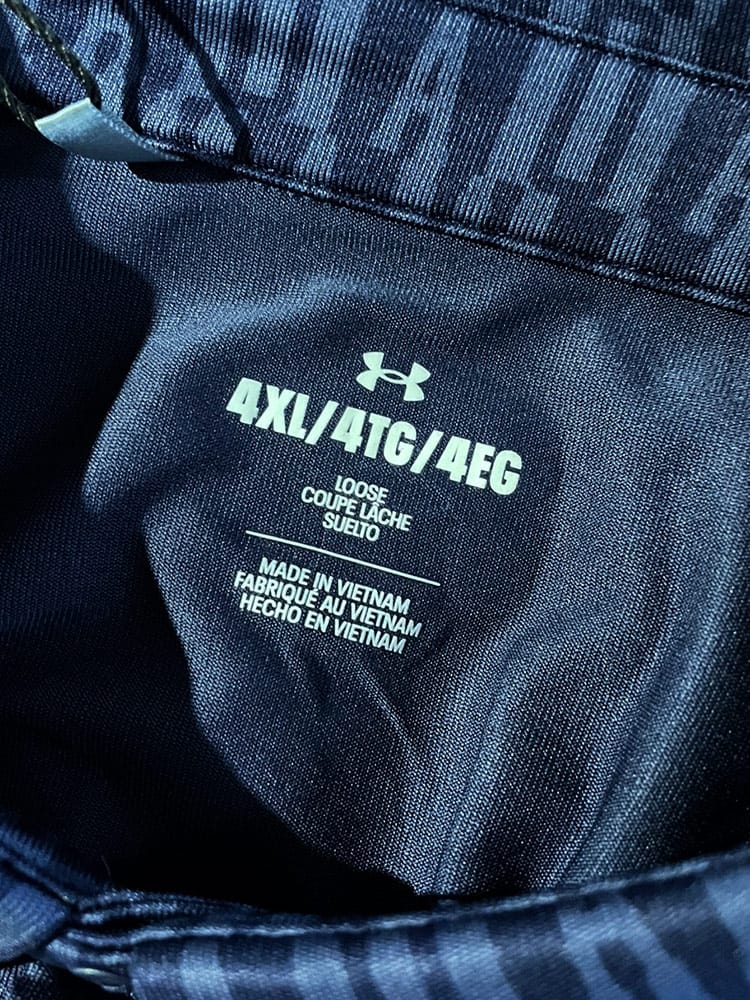 4XL/4TG/4EG
LOOSE
COUPE LÂCHE
SUELTO
MADE IN VIETNAM
FABRIQUÉ AU VIETNAM
HECHO EN VIETNAM